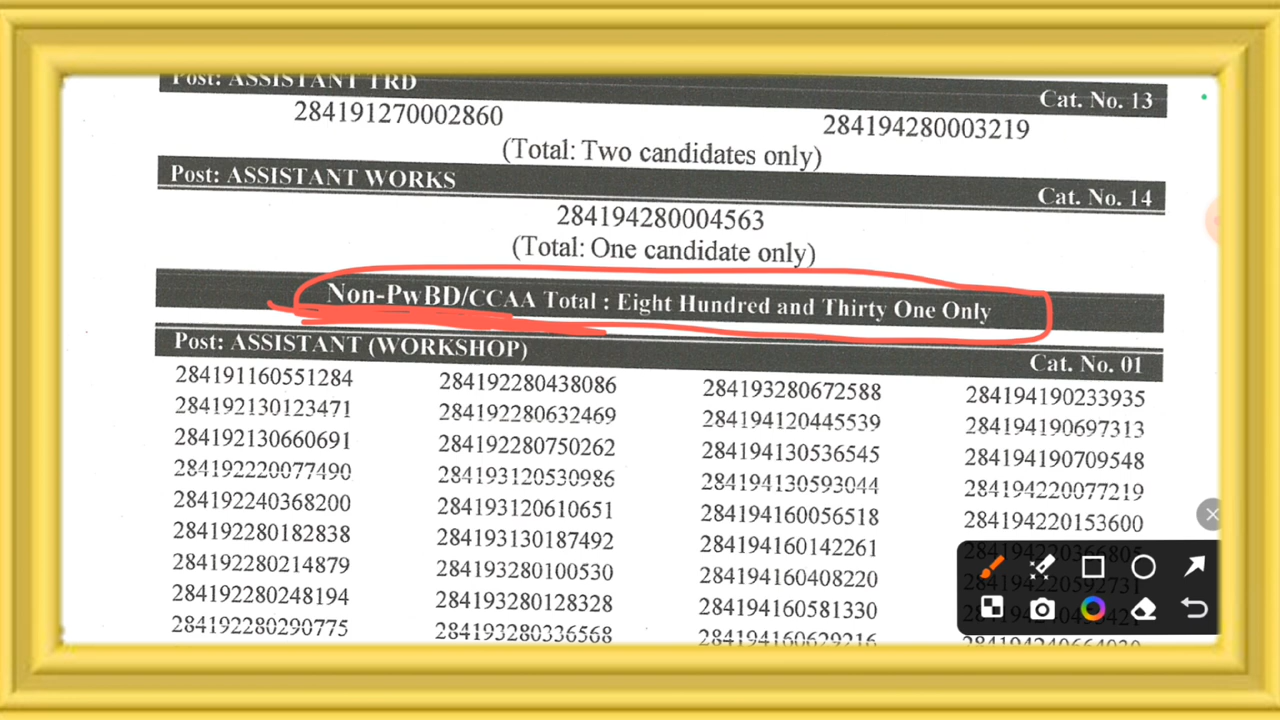 Post: ASSISTANT TRD Cat. No. 13
284191270002860 284194280003219
(Total: Two candidates only)
Post: ASSISTANT WORKS Cat. No. 14
284194280004563
(Total: One candidate only)
Non-PwBD/CCAA Total : Eight Hundred and Thirty One Only
Post: ASSISTANT (WORKSHOP) Cat. No. 01
284191160551284 284192280438086 284193280672588 284194190233935
284192130123471 284192280632469 284194120445539 284194190697313
284192130660691 284192280750262 284194130536545 284194190709548
284192220077490 284193120530986 284194130593044 284194220077219
284192240368200 284193120610651 284194160056518 284194220153600
284192280182838 284193130187492 284194160142261 284194220366805
284192280214879 284193280100530 284194160408220 284194220592731
284192280248194 284193280128328 284194160581330
284192280290775 284193280336568 284194160629216